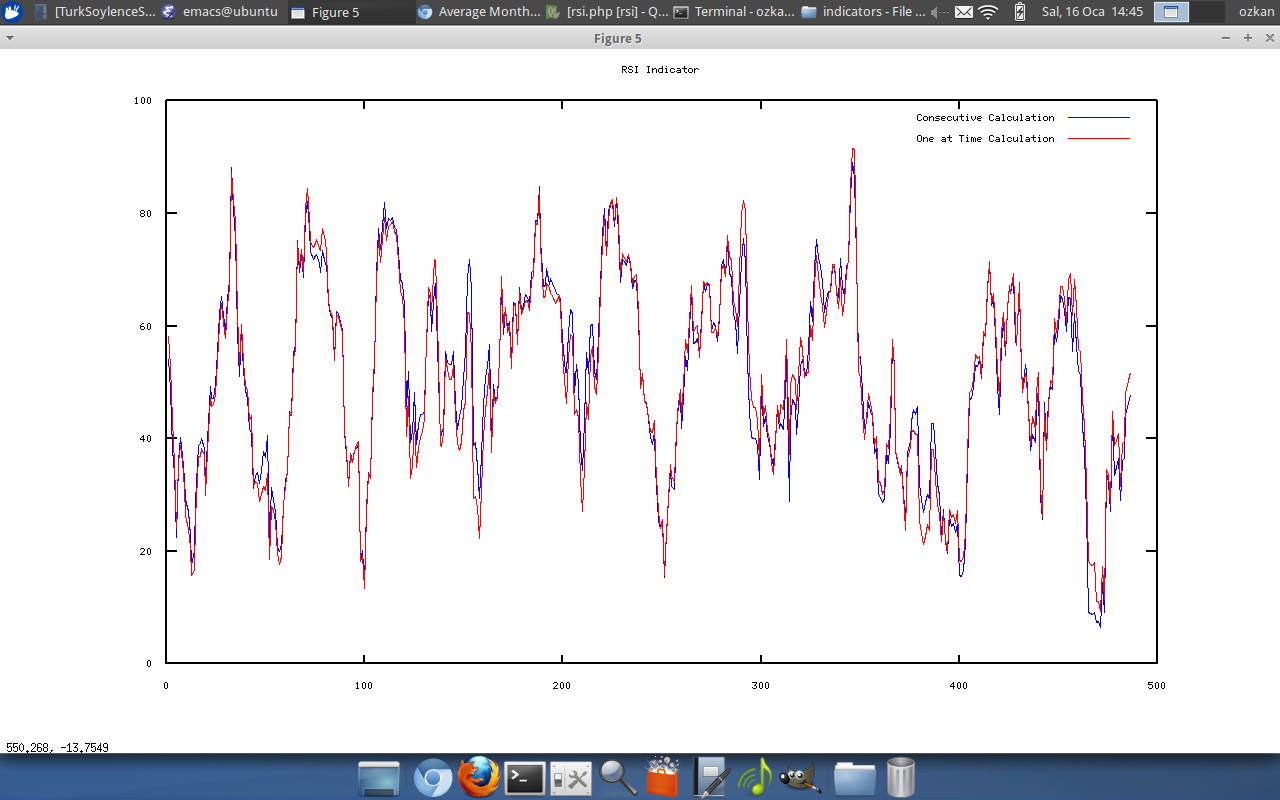 [TurkSoylenceS... emacs@ubuntu Figure 5 Average Month... [rsi.php [rsi] - Q... Terminal - ozka... indicators - File ... Sal, 16 Oca 14:45 ozkan
Figure 5
RSI Indicator
100
Consecutive Calculation
One at Time Calculation
80
60
40
20
0
0 100 200 300 400 500
550.268, -13.7549